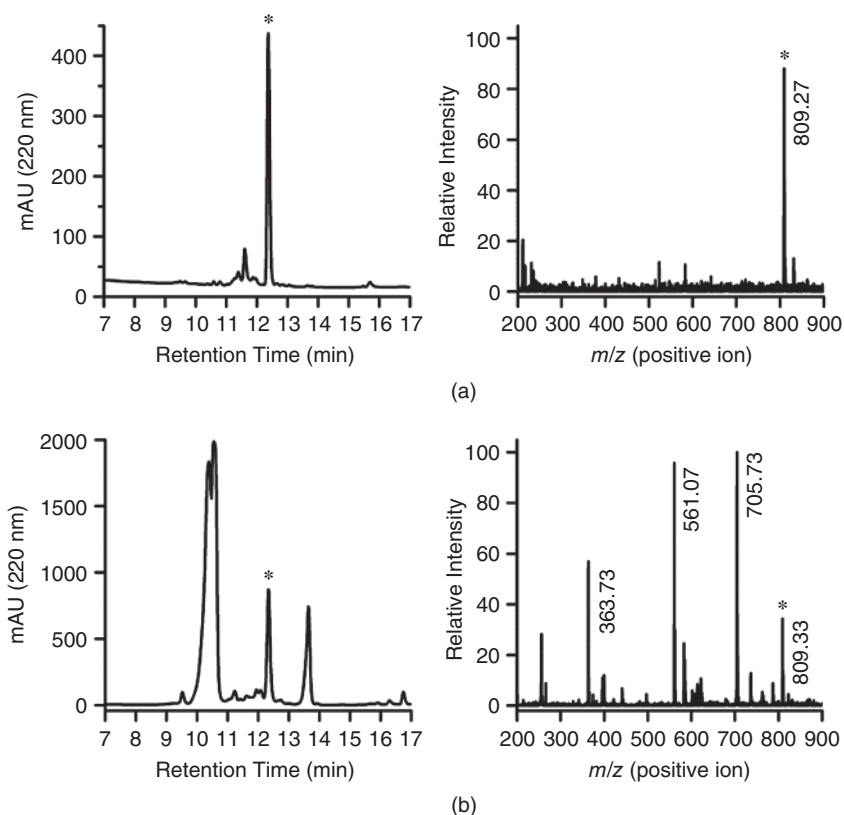 *
400
300
200
100
0
mAU (220 nm)
7 8 9 10 11 12 13 14 15 16 17
Retention Time (min)
100
80
60
40
20
0
Relative Intensity
*
809.27
200 300 400 500 600 700 800 900
m/z (positive ion)
(a)
2000
1500
1000
500
0
mAU (220 nm)
*
7 8 9 10 11 12 13 14 15 16 17
Retention Time (min)
100
80
60
40
20
0
Relative Intensity
363.73
561.07
705.73
*
809.33
200 300 400 500 600 700 800 900
m/z (positive ion)
(b)